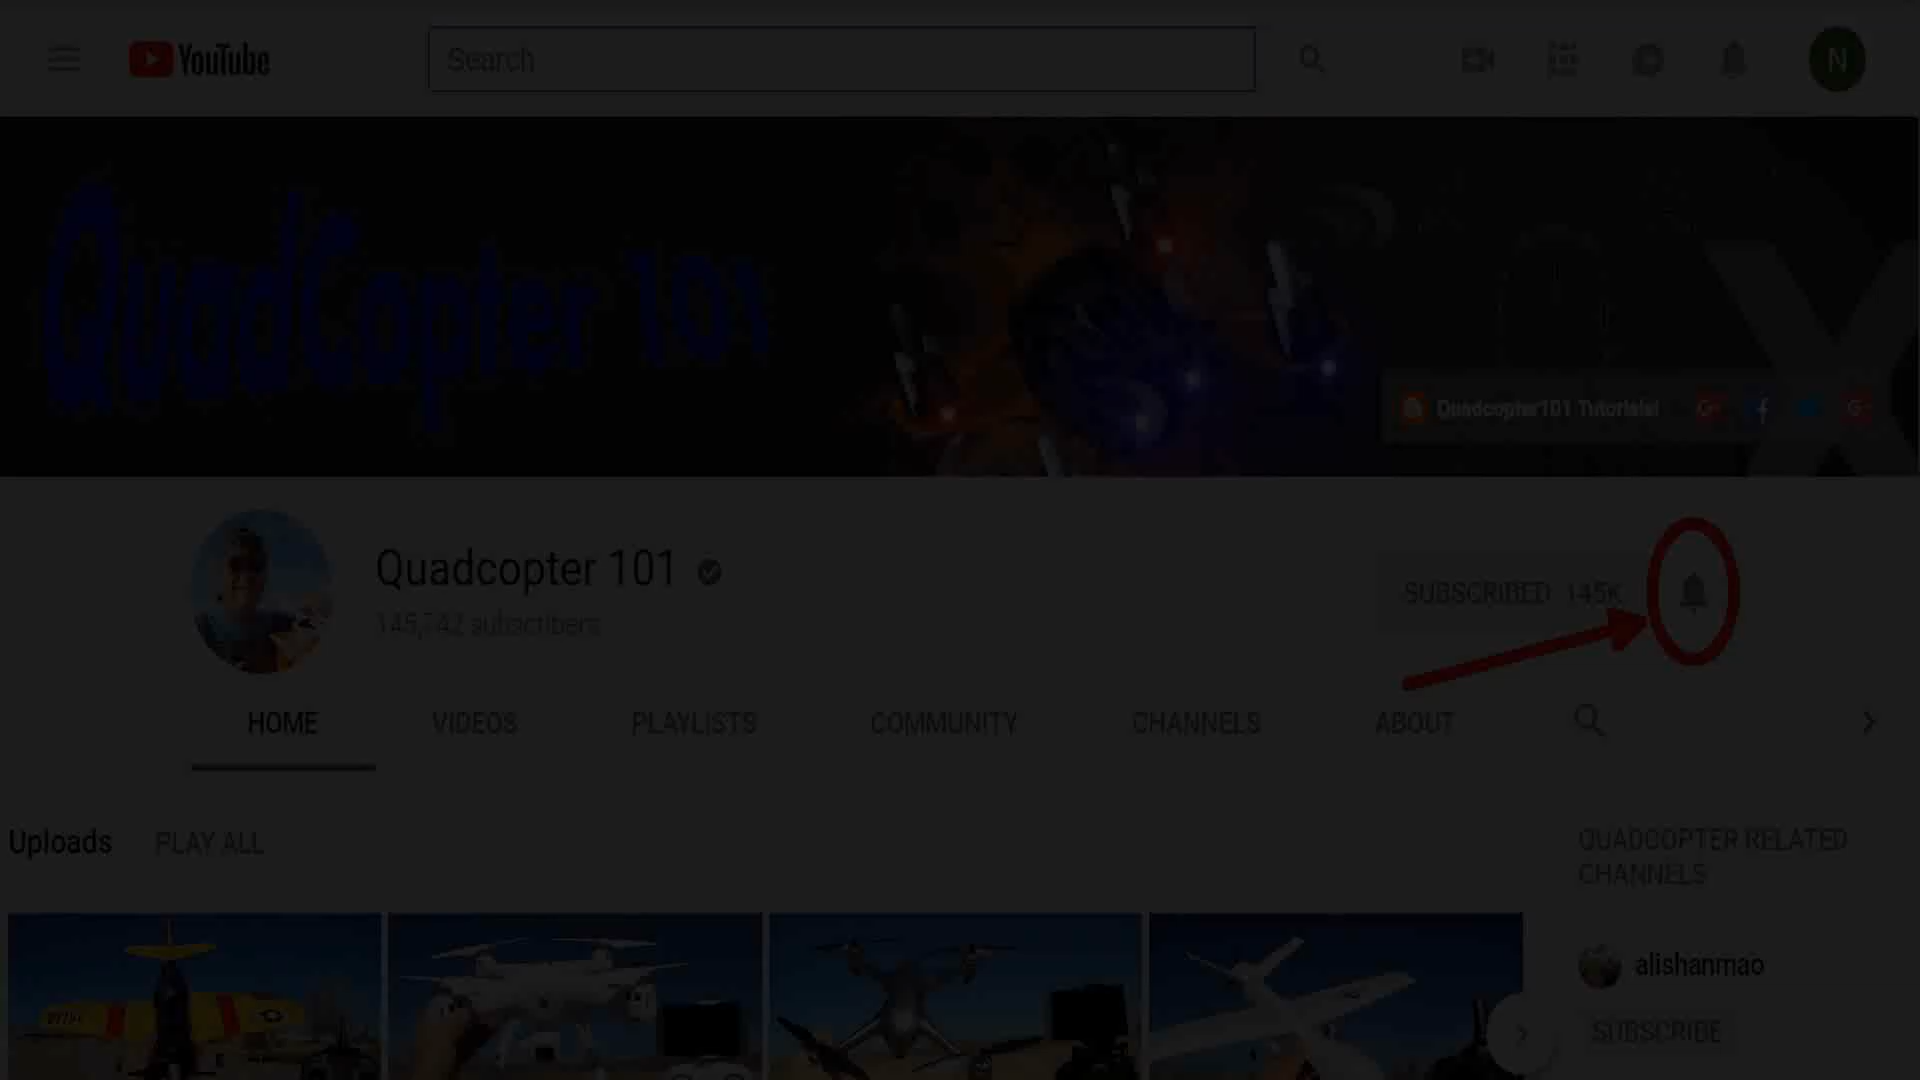 YouTube
Search
N
QuadCopter 101
X
Quadcopter101 Tutorials!
G+ f G+
Quadcopter 101
145,742 subscribers
SUBSCRIBED 145K
HOME VIDEOS PLAYLISTS COMMUNITY CHANNELS ABOUT
Uploads PLAY ALL
QUADCOPTER RELATED
CHANNELS
alishanmao
SUBSCRIBE